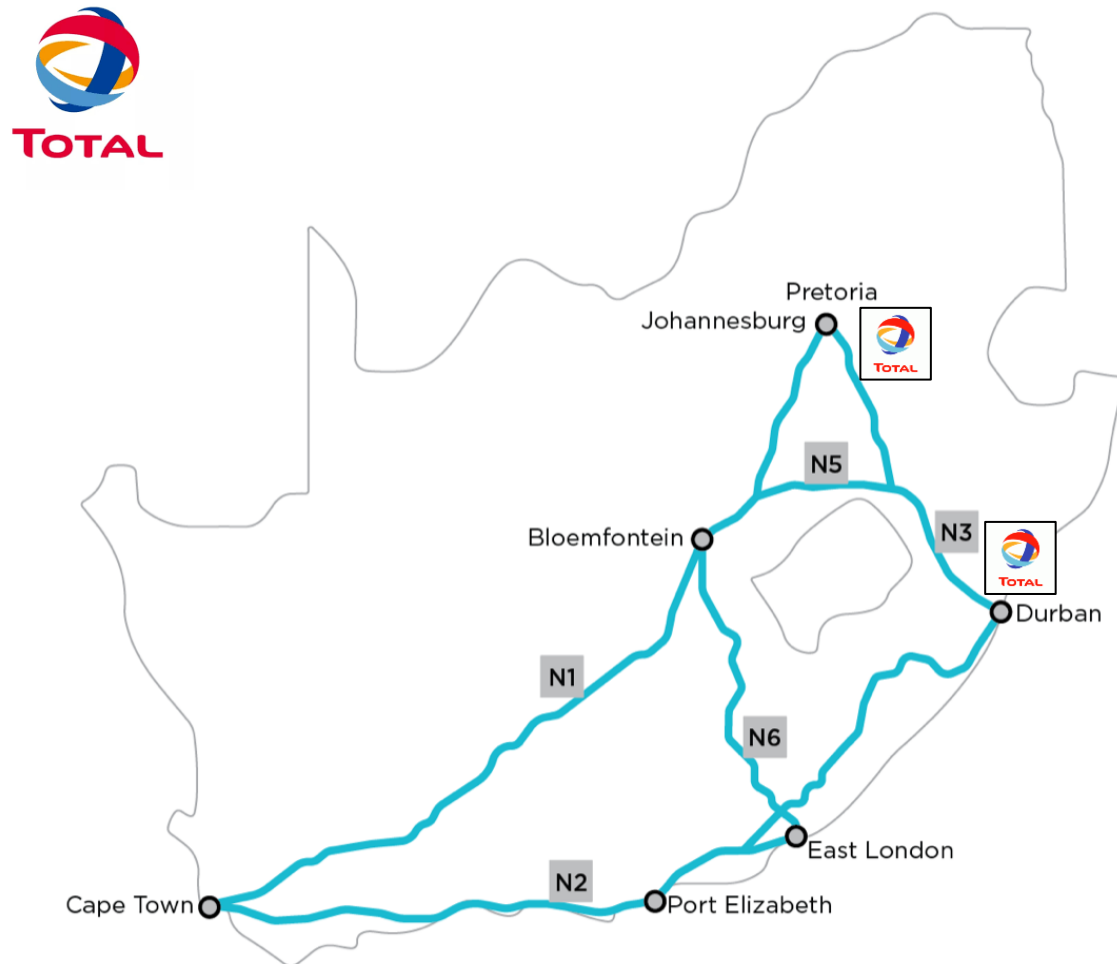 TOTAL
Pretoria
Johannesburg
TOTAL
N5
Bloemfontein
N3
TOTAL
Durban
N1
N6
East London
N2
Cape Town
Port Elizabeth